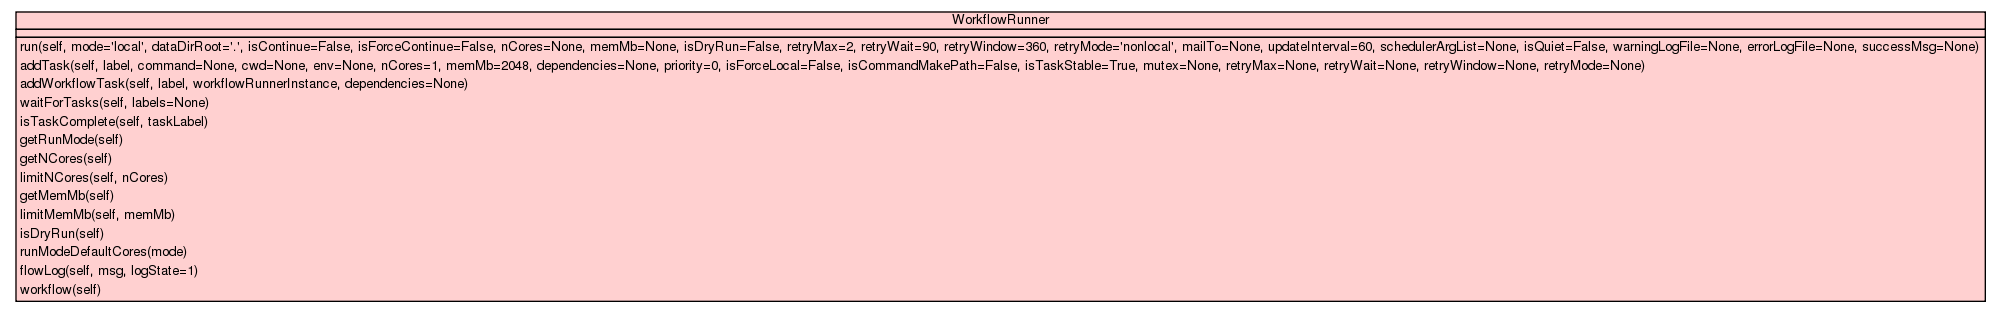 WorkflowRunner
run(self, mode='local', dataDirRoot='.', isContinue=False, isForceContinue=False, nCores=None, memMb=None, isDryRun=False, retryMax=2, retryWait=90, retryWindow=360, retryMode='nonlocal', mailTo=None, updateInterval=60, schedulerArgList=None, isQuiet=False, warningLogFile=None, errorLogFile=None, successMsg=None)
addTask(self, label, command=None, cwd=None, env=None, nCores=1, memMb=2048, dependencies=None, priority=0, isForceLocal=False, isCommandMakePath=False, isTaskStable=True, mutex=None, retryMax=None, retryWait=None, retryWindow=None, retryMode=None)
addWorkflowTask(self, label, workflowRunnerInstance, dependencies=None)
waitForTasks(self, labels=None)
isTaskComplete(self, taskLabel)
getRunMode(self)
getNCores(self)
limitNCores(self, nCores)
getMemMb(self)
limitMemMb(self, memMb)
isDryRun(self)
runModeDefaultCores(mode)
flowLog(self, msg, logState=1)
workflow(self)